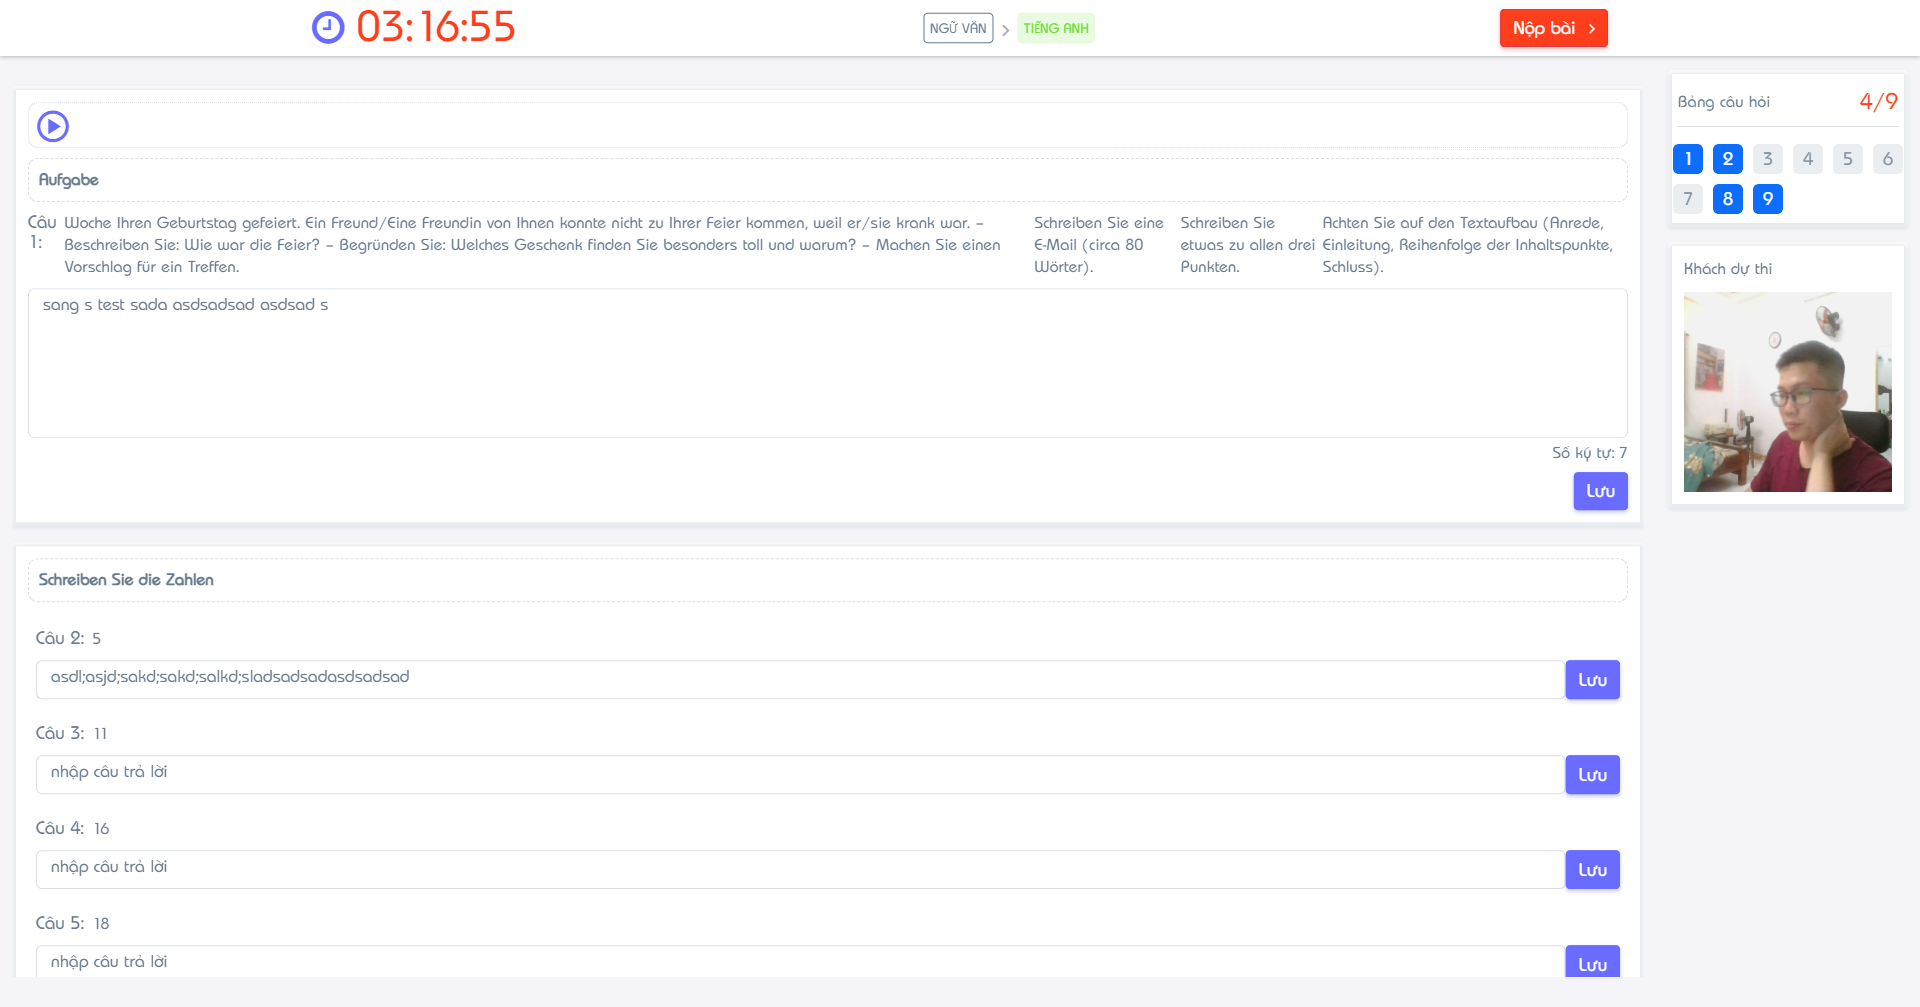 03:16:55
NGỮ VĂN
TIẾNG ANH
Nộp bài
Aufgabe
Câu 1:
Woche Ihren Geburtstag gefeiert. Ein Freund/Eine Freundin von Ihnen konnte nicht zu Ihrer Feier kommen, weil er/sie krank war. –
Beschreiben Sie: Wie war die Feier? – Begründen Sie: Welches Geschenk finden Sie besonders toll und warum? – Machen Sie einen
Vorschlag für ein Treffen.
Schreiben Sie eine
E-Mail (circa 80
Wörter).
Schreiben Sie
etwas zu allen drei
Punkten.
Achten Sie auf den Textaufbau (Anrede,
Einleitung, Reihenfolge der Inhaltspunkte,
Schluss).
sang s test sada asdsadsad asdsad s
Số ký tự: 7
Lưu
Schreiben Sie die Zahlen
Câu 2: 5
asdl;asjd;sakd;sakd;salkd;sladsadsadasdsadsad
Lưu
Câu 3: 11
nhập câu trả lời
Lưu
Câu 4: 16
nhập câu trả lời
Lưu
Câu 5: 18
nhập câu trả lời
Lưu
Bảng câu hỏi
4/9
1 2 3 4 5 6
7 8 9
Khách dự thi